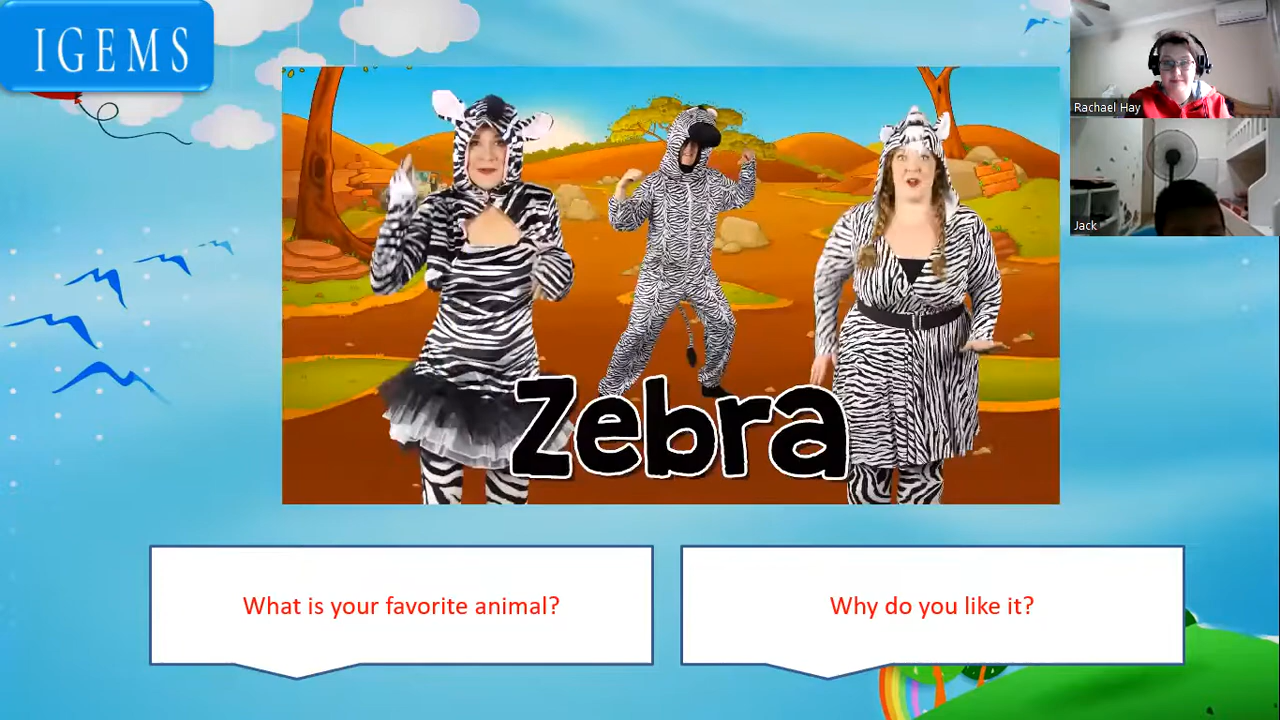 IGEMS
Rachael Hay
Jack
Zebra
What is your favorite animal?
Why do you like it?